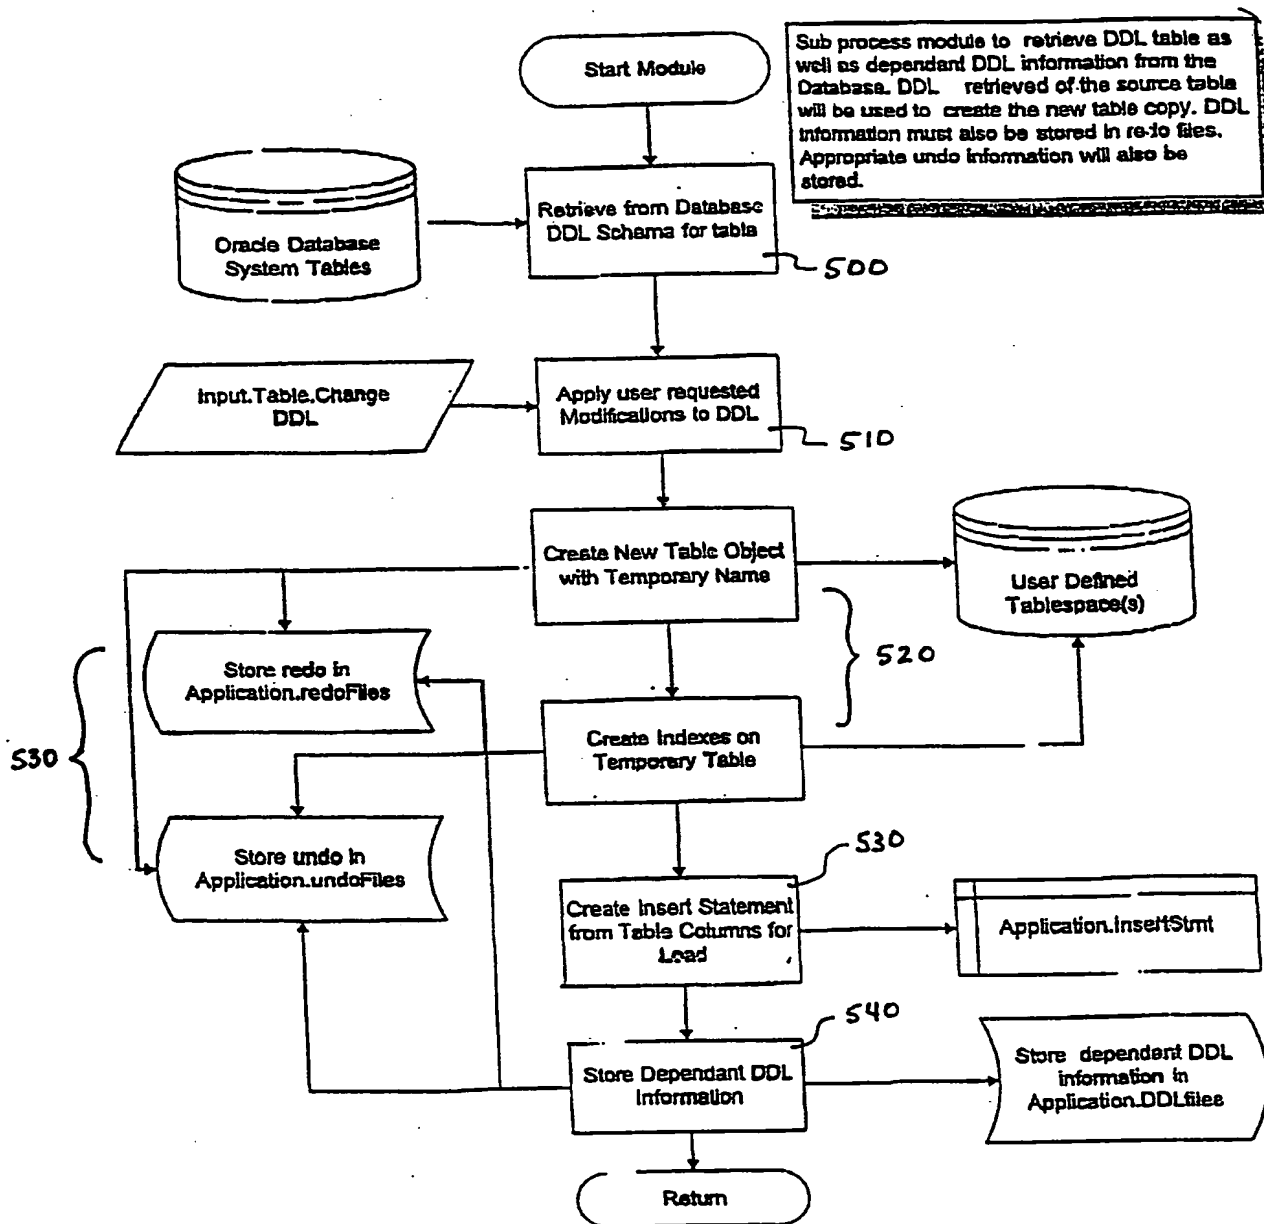 Start Module
Sub process module to retrieve DDL table as
well as dependant DDL information from the
Database. DDL retrieved of the source table
will be used to create the new table copy. DDL
information must also be stored in re-do files.
Appropriate undo information will also be
stored.
Oracle Database
System Tables
Retrieve from Database
DDL Schema for table
500
Input.Table.Change
DDL
Apply user requested
Modifications to DDL
510
Create New Table Object
with Temporary Name
User Defined
Tablespace(s)
520
Store redo in
Application.redoFiles
530
Create Indexes on
Temporary Table
Store undo in
Application.undoFiles
530
Create Insert Statement
from Table Columns for
Load
Application.InsertStmt
540
Store Dependant DDL
Information
Store dependent DDL
information in
Application.DDLfiles
Return